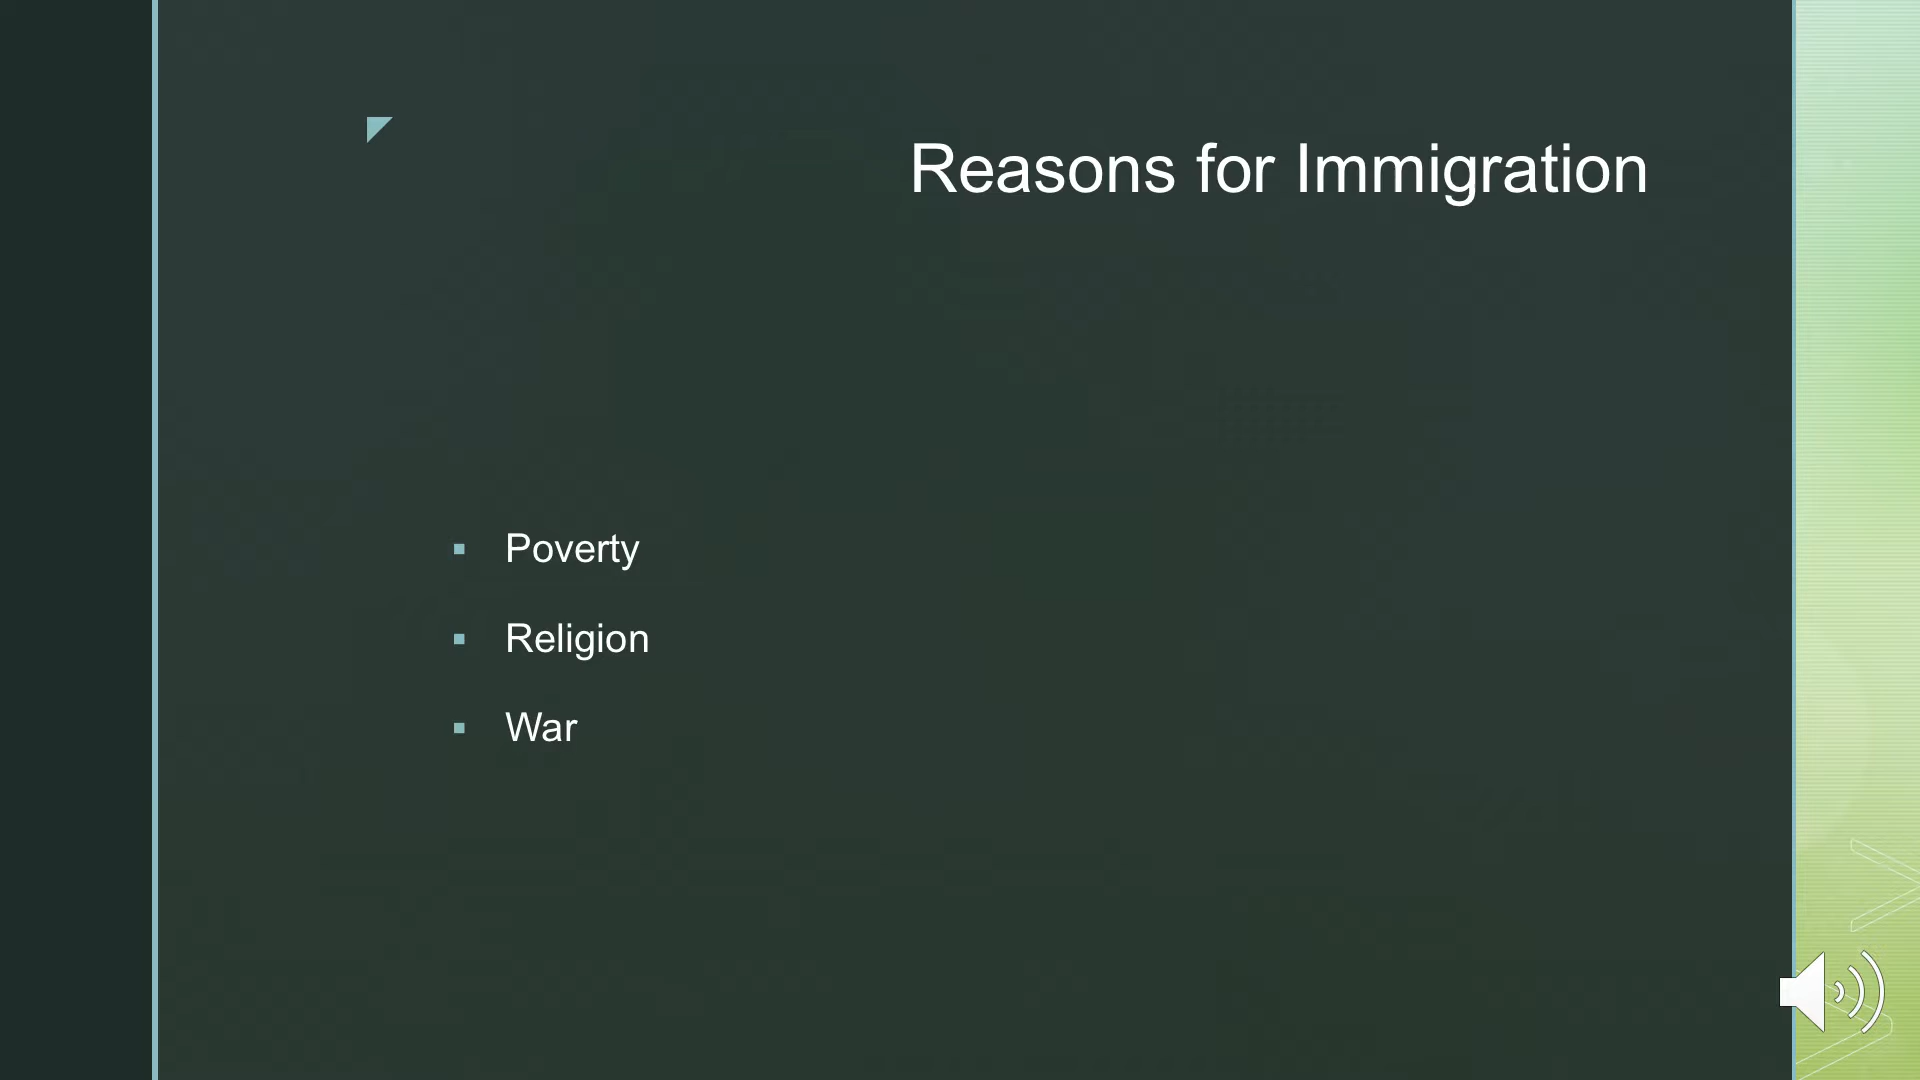 Reasons for Immigration
▪ Poverty
▪ Religion
▪ War